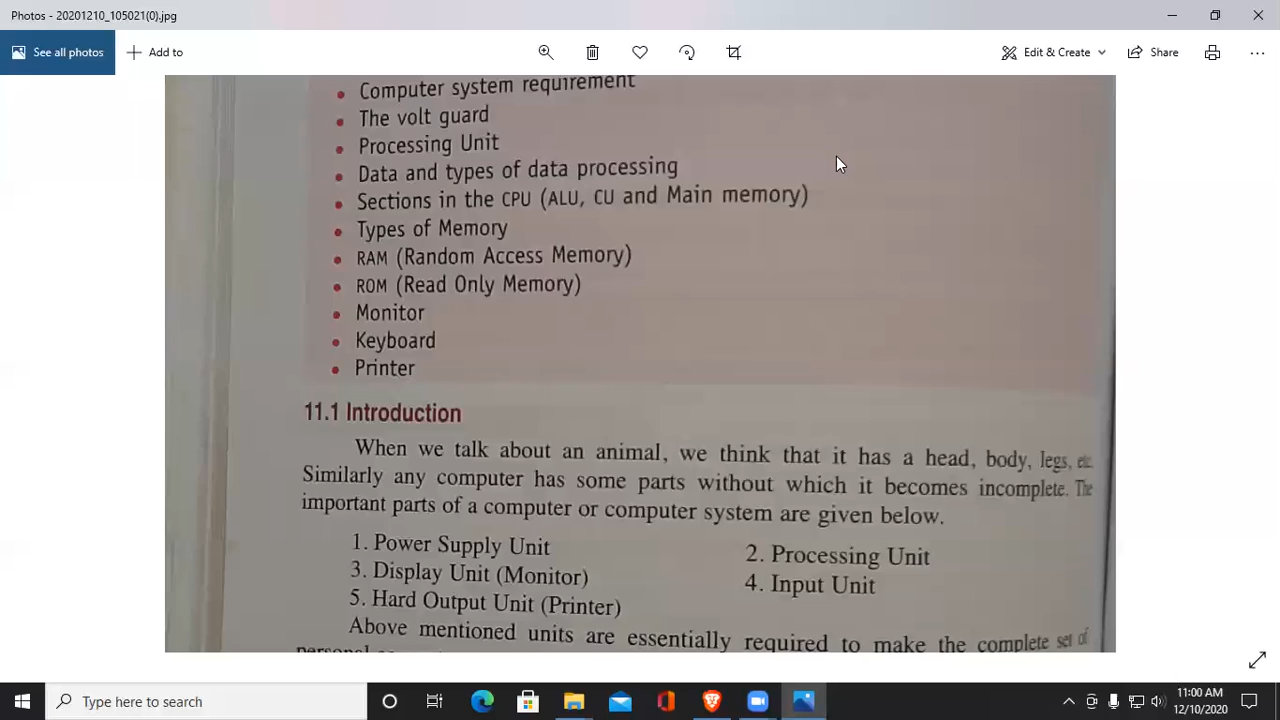 Photos - 20201210_105021(0).jpg
See all photos
Add to
Edit & Create
Share
• Computer system requirement
• The volt guard
• Processing Unit
• Data and types of data processing
• Sections in the CPU (ALU, CU and Main memory)
• Types of Memory
• RAM (Random Access Memory)
• ROM (Read Only Memory)
• Monitor
• Keyboard
• Printer
11.1 Introduction
When we talk about an animal, we think that it has a head, body, legs, etc.
Similarly any computer has some parts without which it becomes incomplete. The
important parts of a computer or computer system are given below.
1. Power Supply Unit 2. Processing Unit
3. Display Unit (Monitor) 4. Input Unit
5. Hard Output Unit (Printer)
Above mentioned units are essentially required to make the complete set of
personal
Type here to search
11:00 AM
12/10/2020